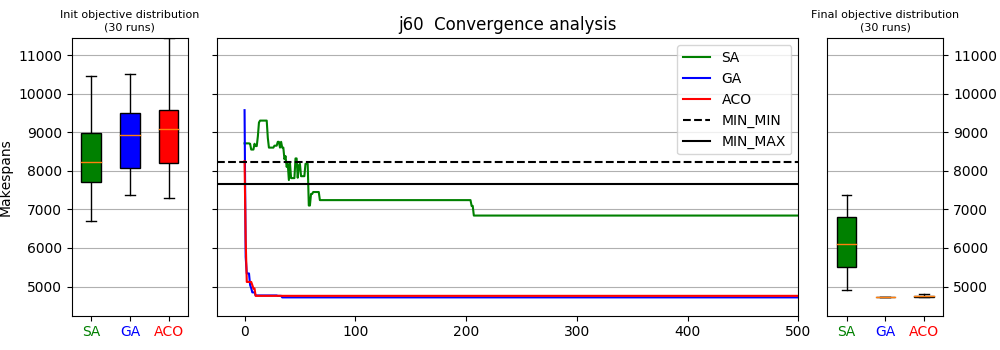 Init objective distribution
(30 runs)
j60  Convergence analysis
Final objective distribution
(30 runs)
Makespans
11000
10000
9000
8000
7000
6000
5000
SA
GA
ACO
SA
GA
ACO
MIN_MIN
MIN_MAX
0
100
200
300
400
500
11000
10000
9000
8000
7000
6000
5000
SA
GA
ACO